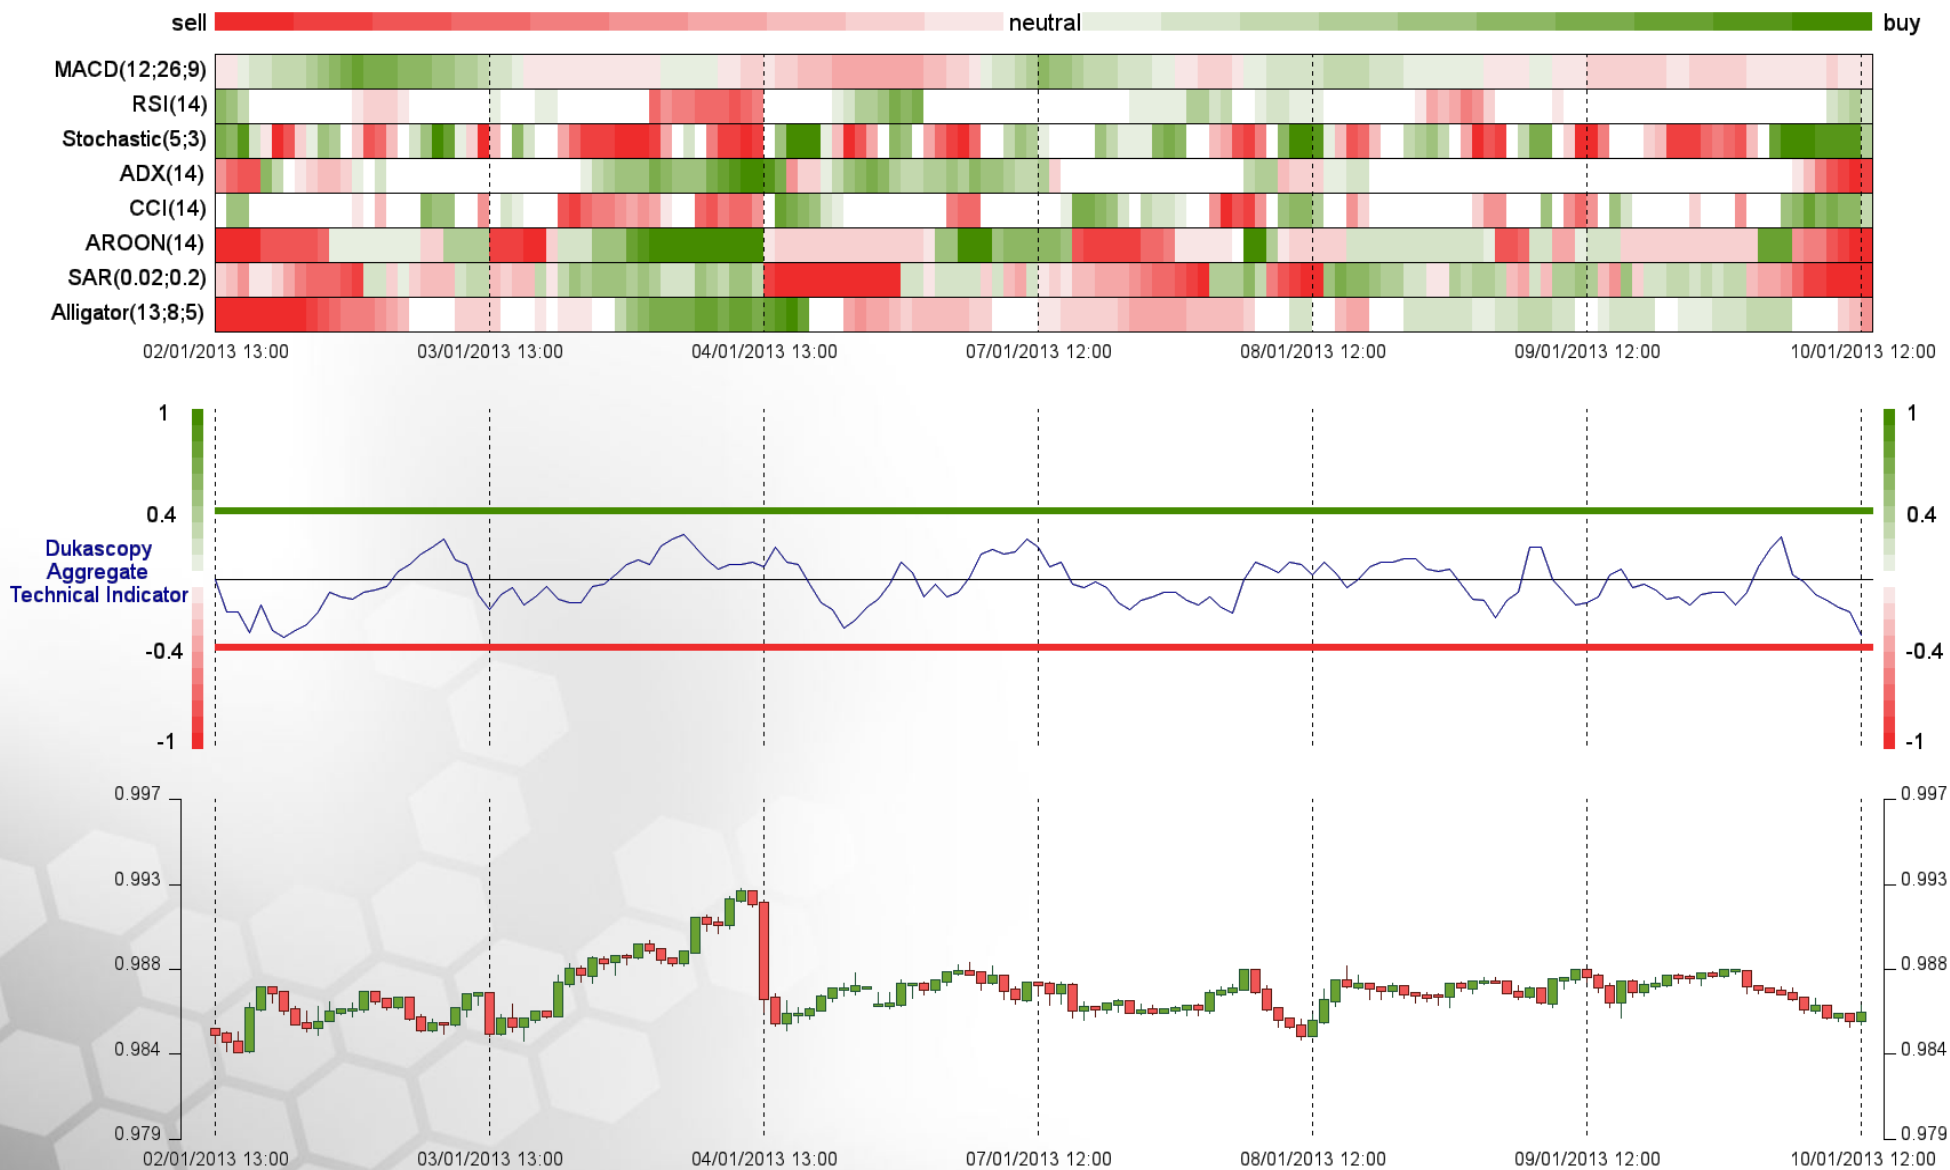 sell neutral buy
MACD(12;26;9)
RSI(14)
Stochastic(5;3)
ADX(14)
CCI(14)
AROON(14)
SAR(0.02;0.2)
Alligator(13;8;5)
02/01/2013 13:00 03/01/2013 13:00 04/01/2013 13:00 07/01/2013 12:00 08/01/2013 12:00 09/01/2013 12:00 10/01/2013 12:00
1 1
0.4 0.4
Dukascopy
Aggregate
Technical Indicator
-0.4 -0.4
-1 -1
0.997 0.997
0.993 0.993
0.988 0.988
0.984 0.984
0.979 0.979
02/01/2013 13:00 03/01/2013 13:00 04/01/2013 13:00 07/01/2013 12:00 08/01/2013 12:00 09/01/2013 12:00 10/01/2013 12:00